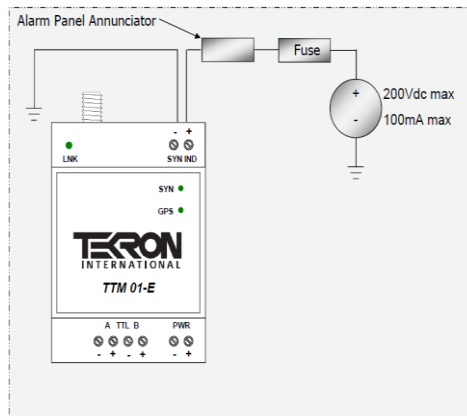 Alarm Panel Annunciator
Fuse
+ 200Vdc max
- 100mA max
- +
LNK
SYN IND
SYN
GPS
TEKRON
INTERNATIONAL
TTM 01-E
A TTL B PWR
- + - + - +